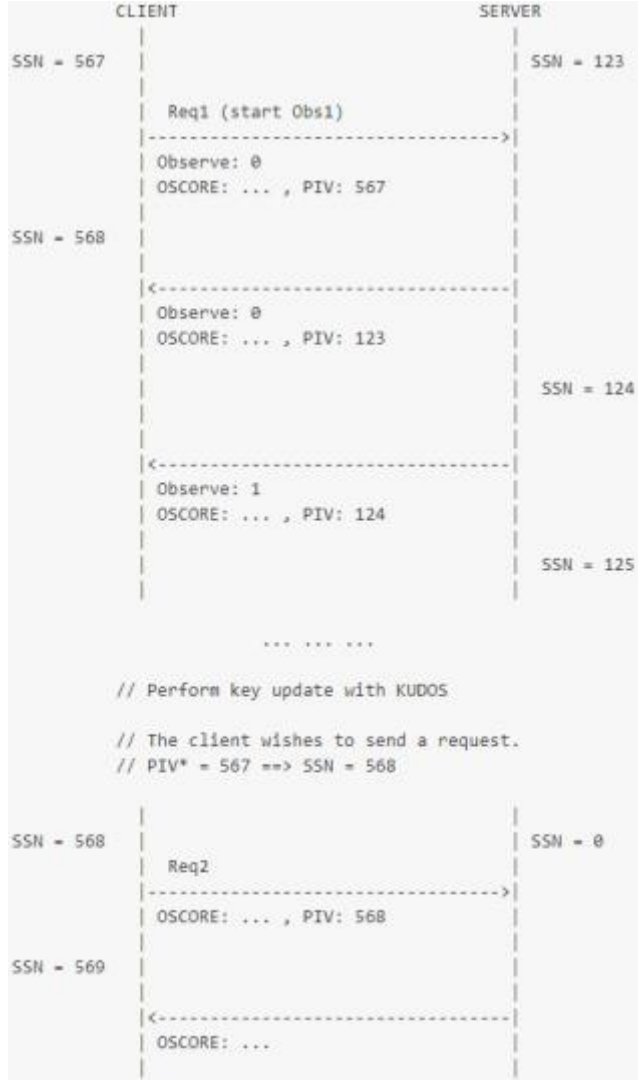 CLIENT SERVER
SSN = 567 SSN = 123
Req1 (start Obs1)
Observe: 0
OSCORE: ... , PIV: 567
SSN = 568
Observe: 0
OSCORE: ... , PIV: 123
SSN = 124
Observe: 1
OSCORE: ... , PIV: 124
SSN = 125
... ... ...
// Perform key update with KUDOS
// The client wishes to send a request.
// PIV* = 567 ==> SSN = 568
SSN = 568 SSN = 0
Req2
OSCORE: ... , PIV: 568
SSN = 569
OSCORE: ...